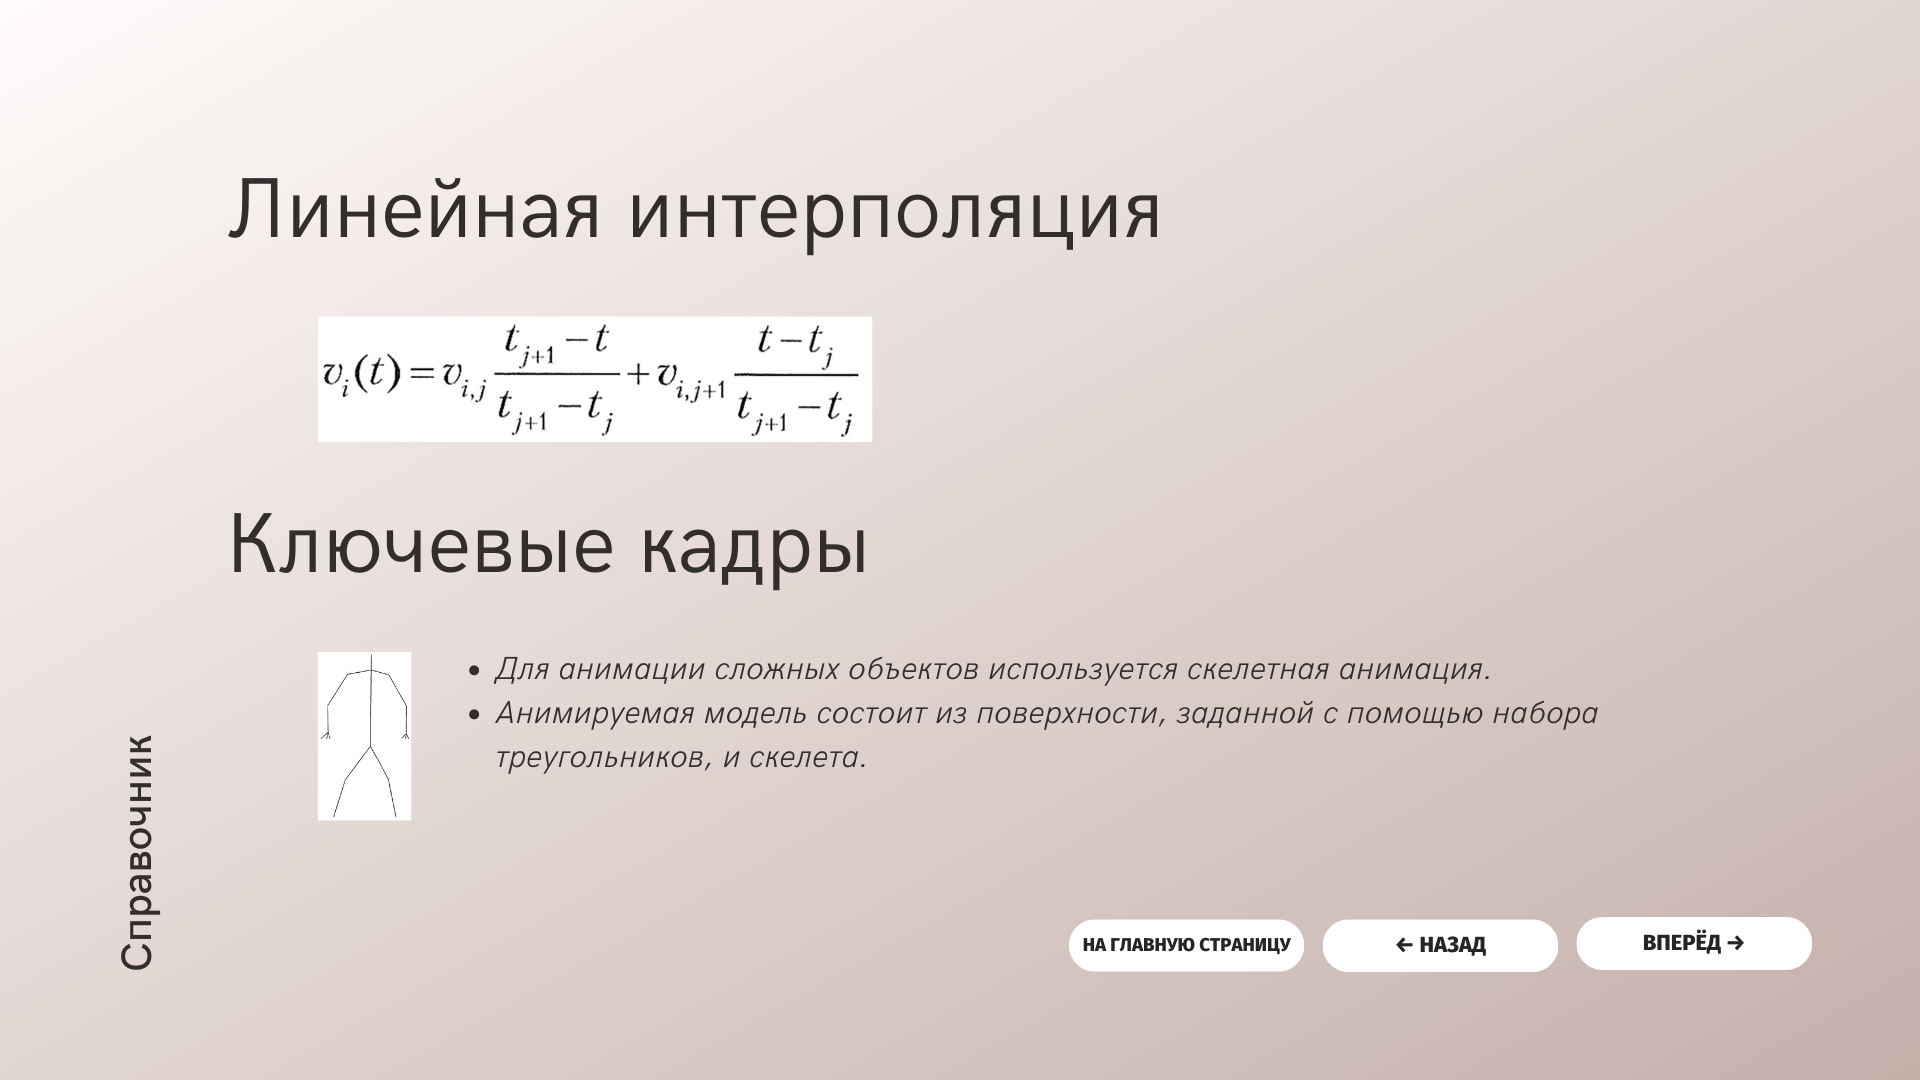 Линейная интерполяция
v_i(t) = v_{i,j} \frac{t_{j+1} - t}{t_{j+1} - t_j} + v_{i,j+1} \frac{t - t_j}{t_{j+1} - t_j}
Ключевые кадры
• Для анимации сложных объектов используется скелетная анимация.
• Анимируемая модель состоит из поверхности, заданной с помощью набора
треугольников, и скелета.
Справочник
НА ГЛАВНУЮ СТРАНИЦУ
← НАЗАД
ВПЕРЁД →